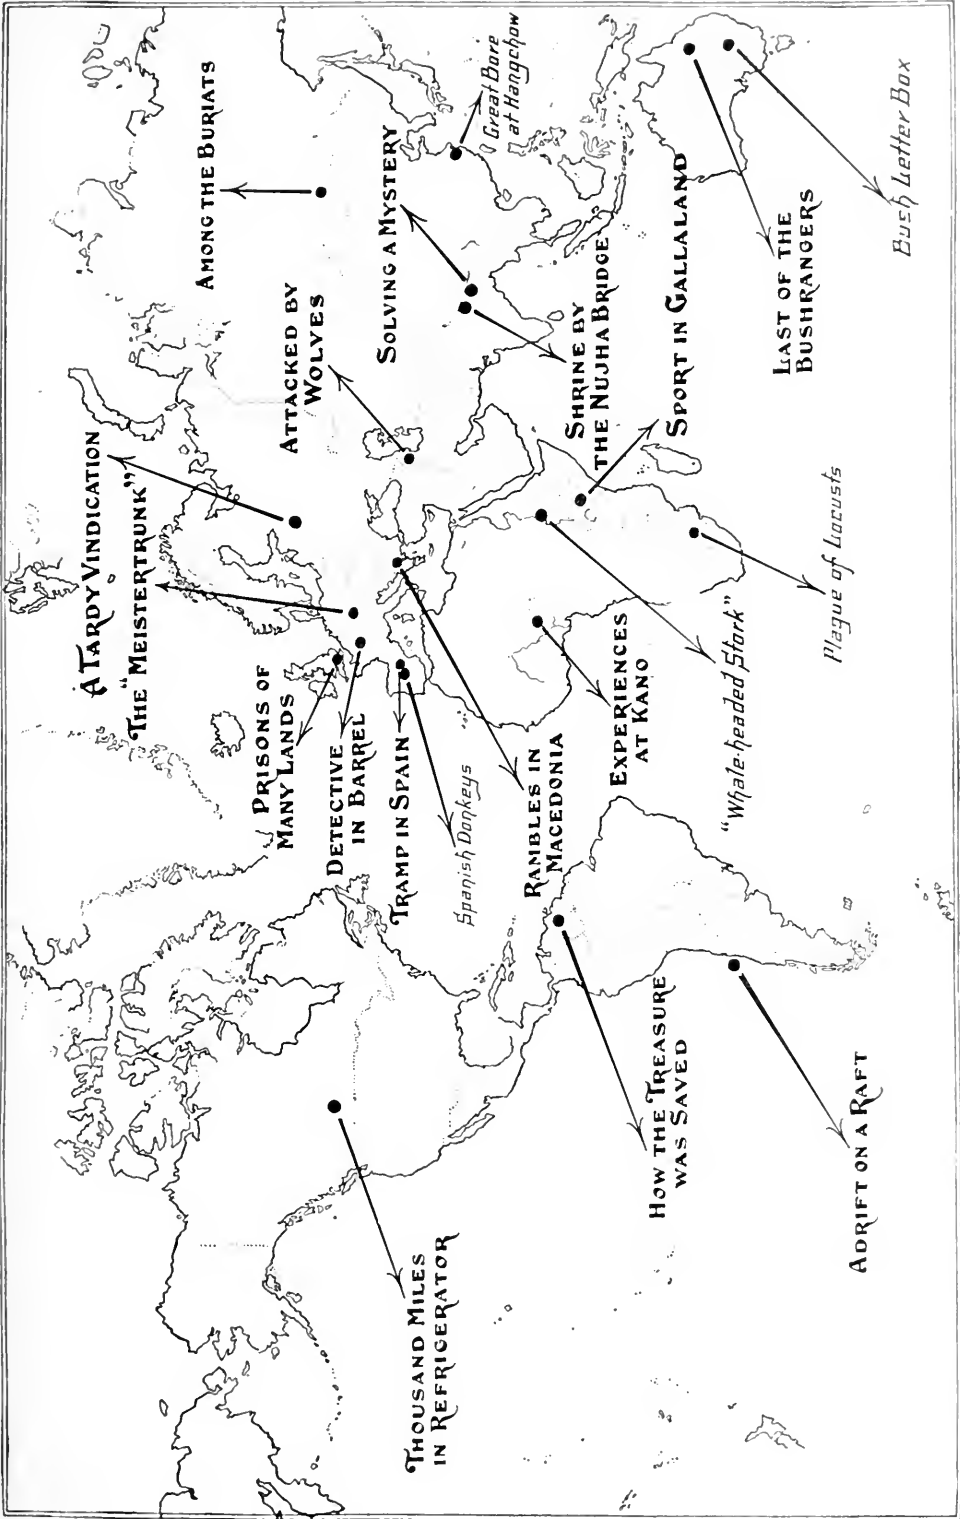 A TARDY VINDICATION
THE "MEISTERTRUNK"
PRISONS OF
MANY LANDS
DETECTIVE
IN BARREL
TRAMP IN SPAIN
Spanish Donkeys
RAMBLES IN
MACEDONIA
THOUSAND MILES
IN REFRIGERATOR
HOW THE TREASURE
WAS SAVED
ADRIFT ON A RAFT
EXPERIENCES
AT KANO
"Whale-headed Stork"
Plague of Locusts
AMONG THE BURIATS
ATTACKED BY
WOLVES
SOLVING A MYSTERY
Great Bore
at Hangchow
SHRINE BY
THE NUJHA BRIDGE
SPORT IN GALLALAND
LAST OF THE
BUSHRANGERS
Bush Letter Box